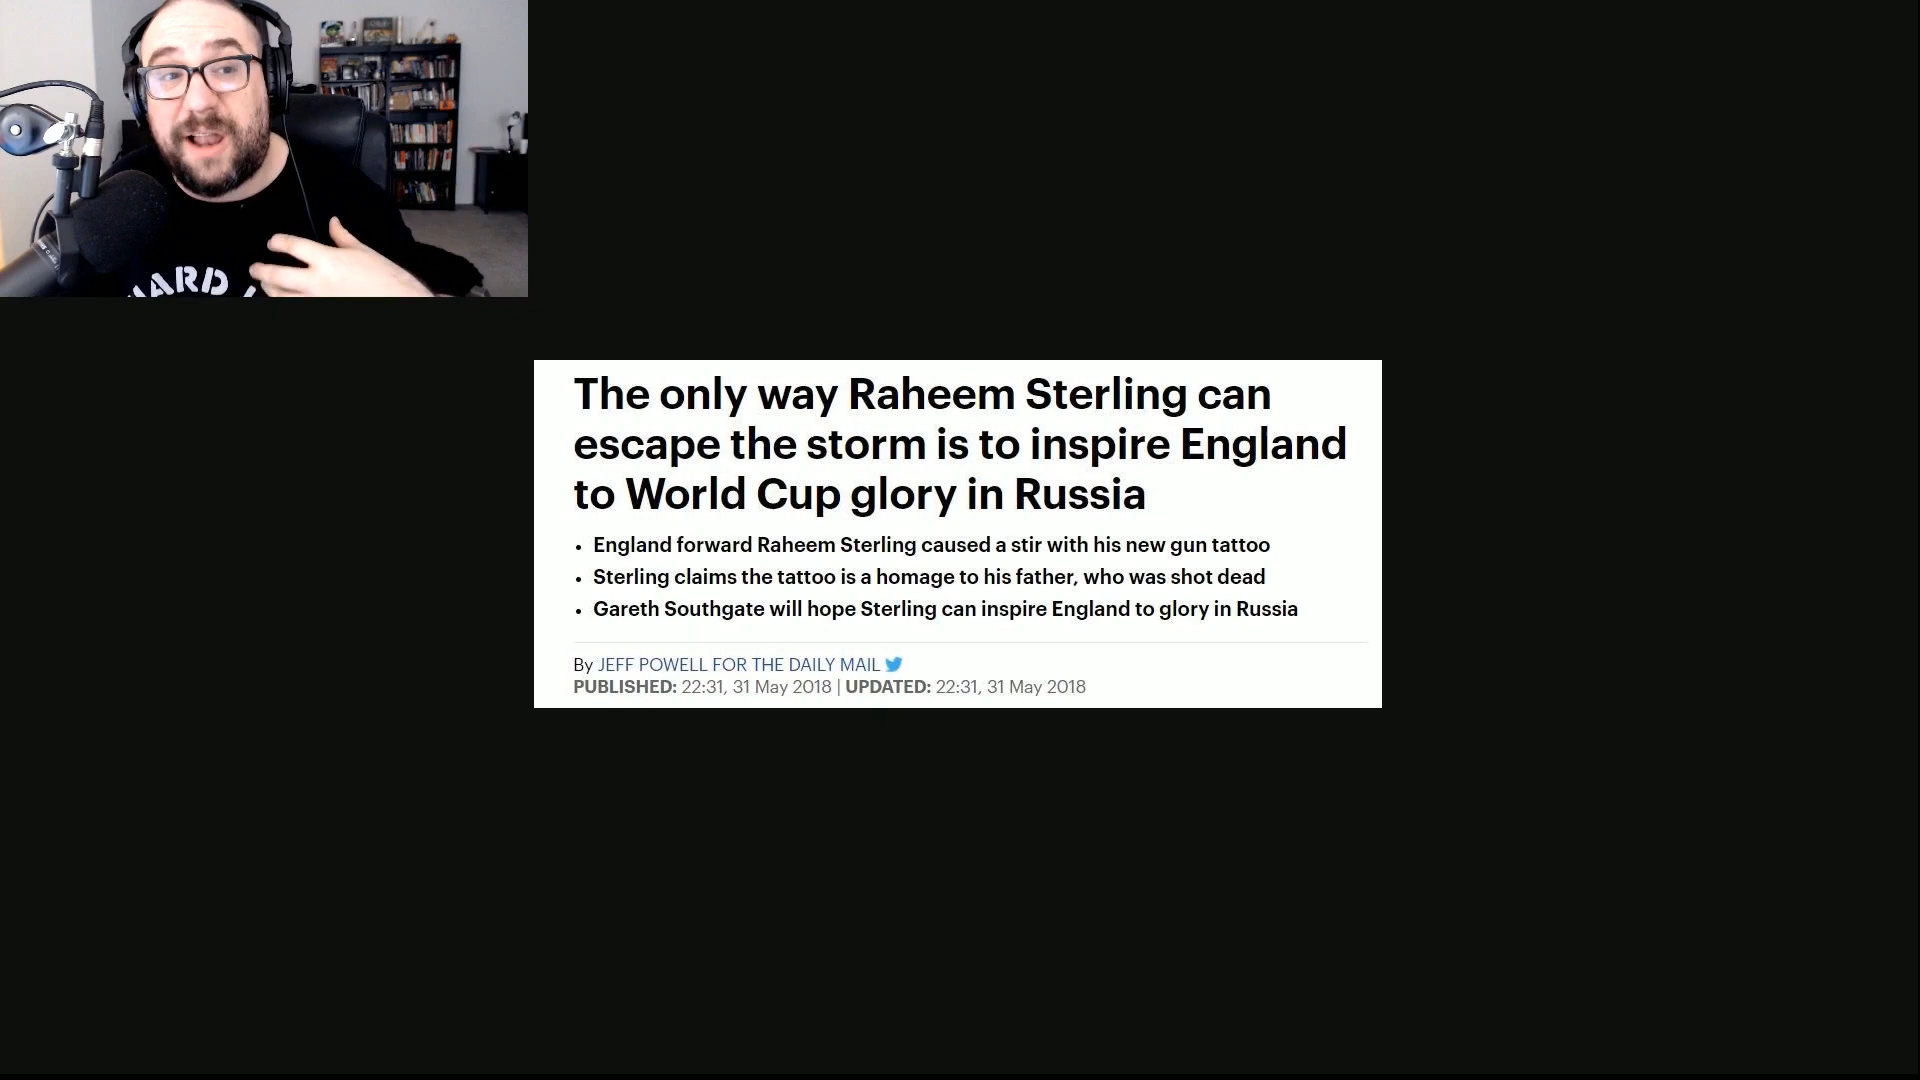 ARD
The only way Raheem Sterling can
escape the storm is to inspire England
to World Cup glory in Russia
• England forward Raheem Sterling caused a stir with his new gun tattoo
• Sterling claims the tattoo is a homage to his father, who was shot dead
• Gareth Southgate will hope Sterling can inspire England to glory in Russia
By JEFF POWELL FOR THE DAILY MAIL
PUBLISHED: 22:31, 31 May 2018 | UPDATED: 22:31, 31 May 2018